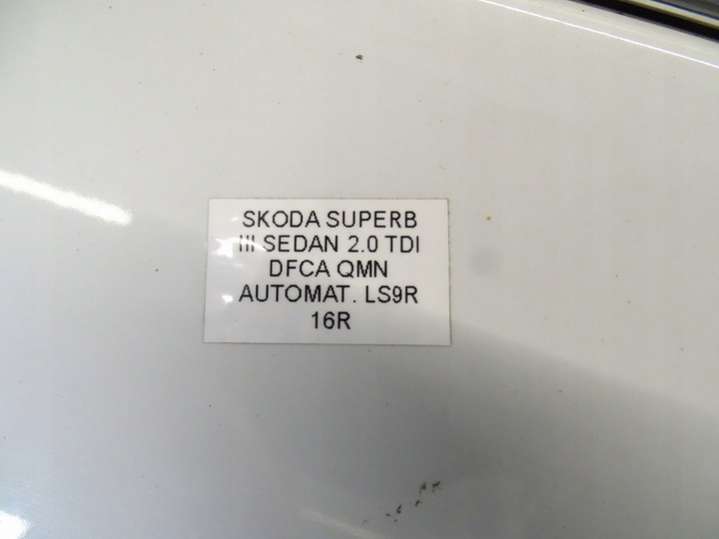 SKODA SUPERB
III SEDAN 2.0 TDI
DFCA QMN
AUTOMAT. LS9R
16R